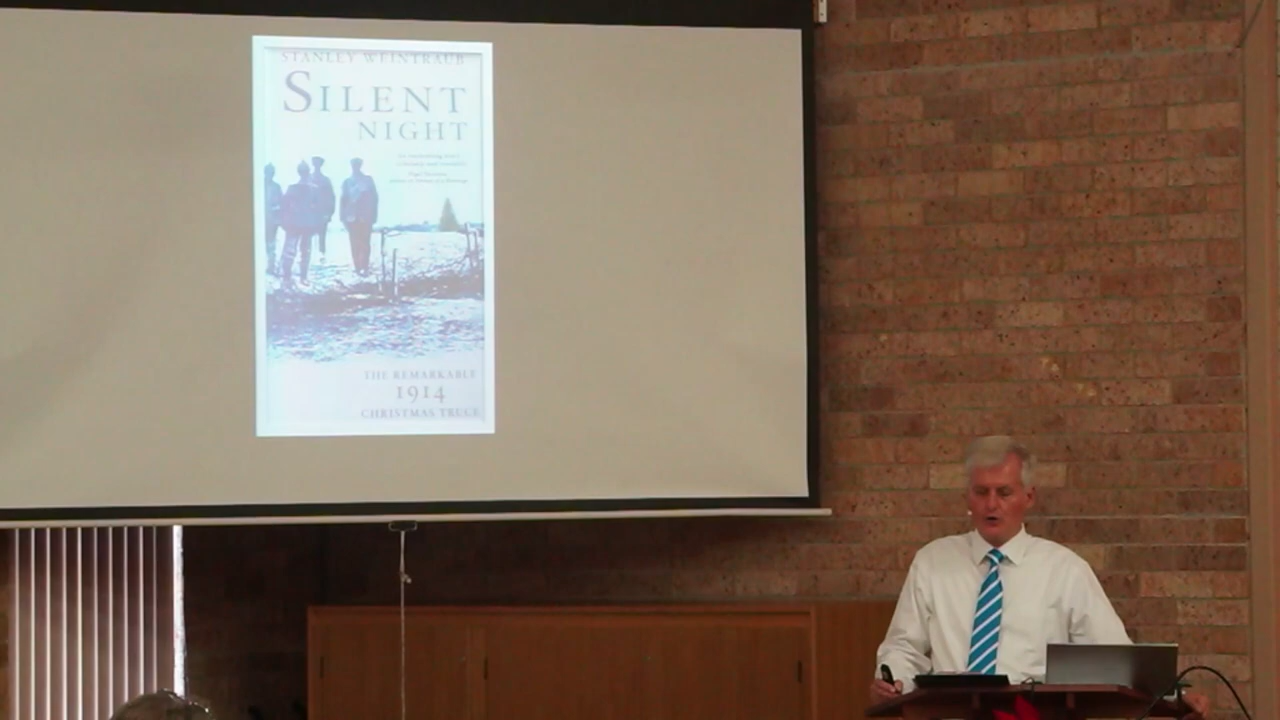 STANLEY WEINTRAUB
SILENT
NIGHT
THE REMARKABLE
1914
CHRISTMAS TRUCE